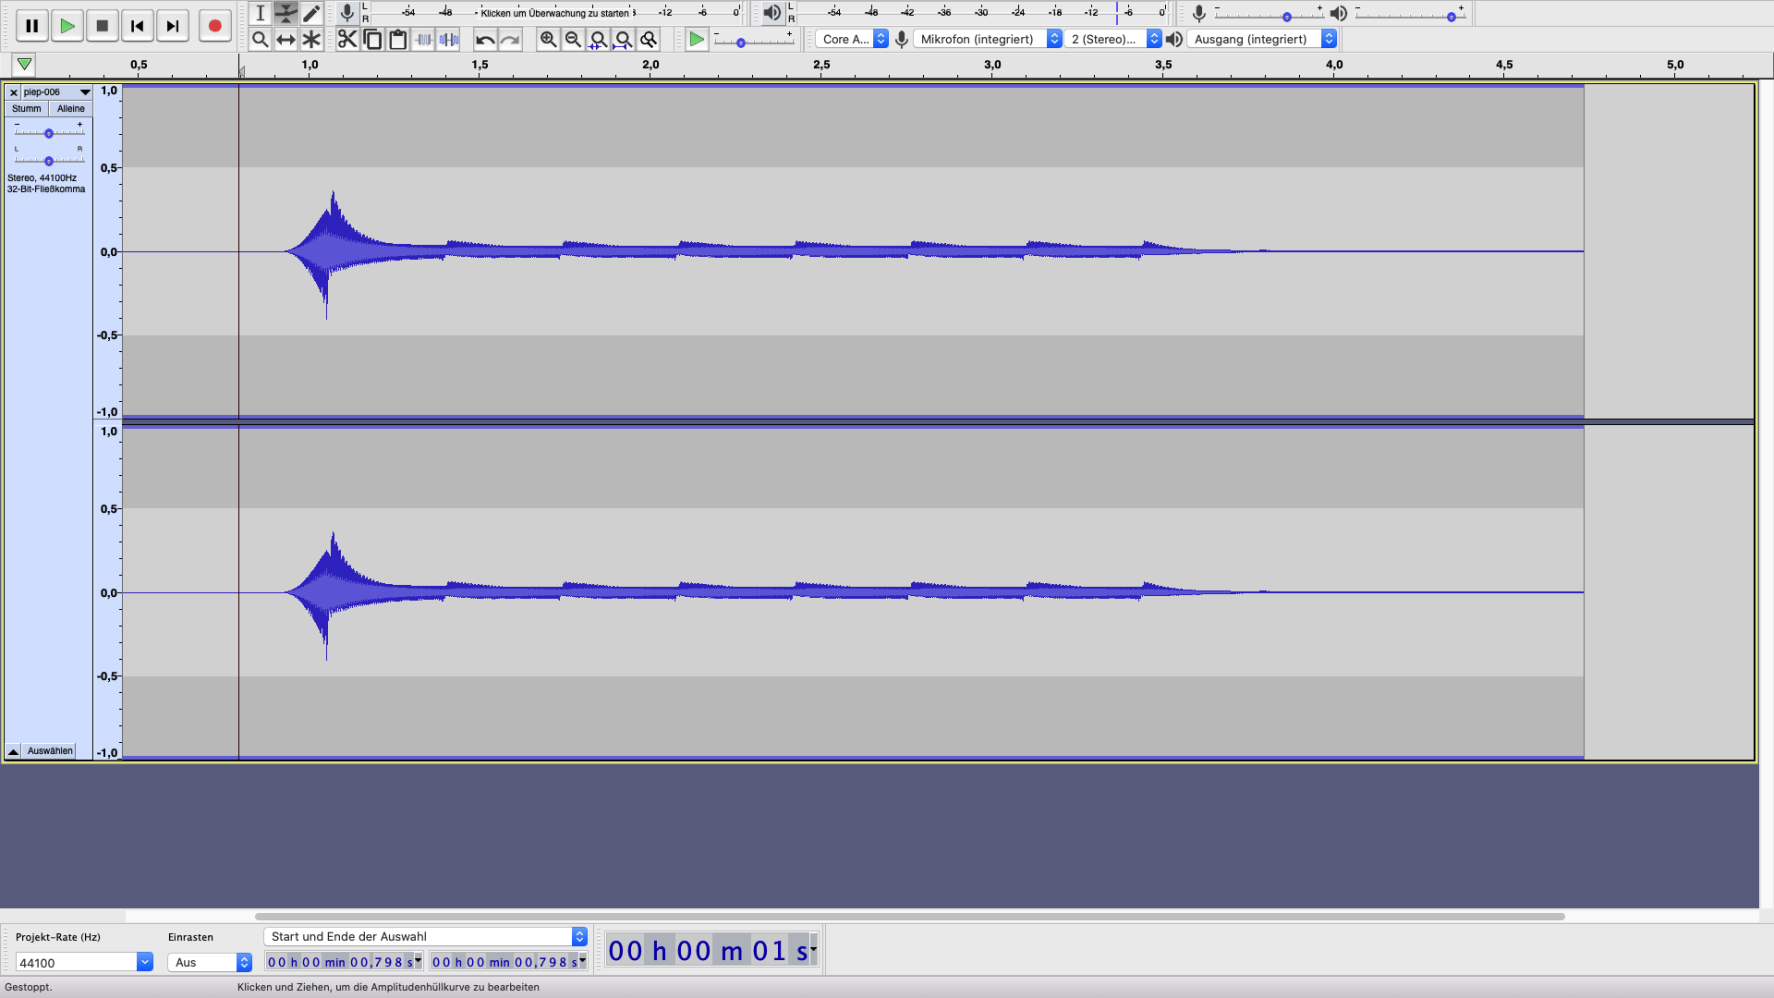 L
R
-54 -48 - Klicken um Überwachung zu starten -12 -6 0
L
R
-54 -48 -42 -36 -30 -24 -18 -12 -6 0
- +
- +
- +
Core A... Mikrofon (integriert) 2 (Stereo)... Ausgang (integriert)
0,5 1,0 1,5 2,0 2,5 3,0 3,5 4,0 4,5 5,0
piep-006
Stumm Alleine
- +
L R
Stereo, 44100Hz
32-Bit-Fließkomma
1,0
0,5
0,0
-0,5
-1,0
1,0
0,5
0,0
-0,5
-1,0
Auswählen
Projekt-Rate (Hz) Einrasten Start und Ende der Auswahl
44100 Aus 00 h 00 min 00,798 s 00 h 00 min 00,798 s 00 h 00 m 01 s
Gestoppt. Klicken und Ziehen, um die Amplitudenhüllkurve zu bearbeiten